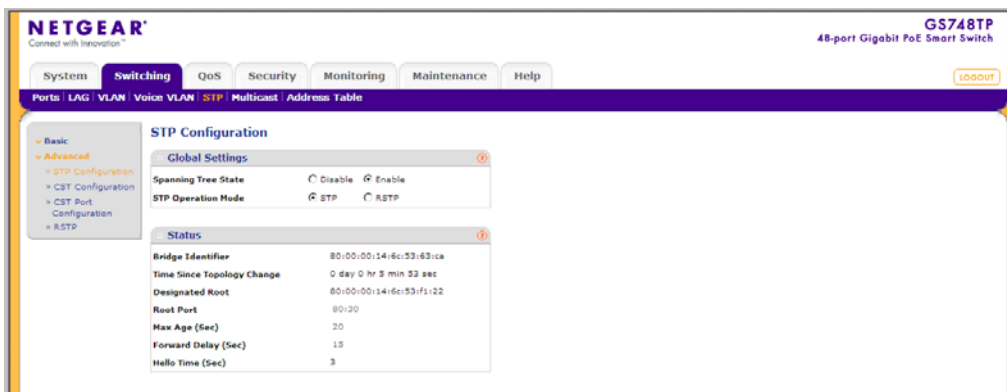 NETGEAR
Connect with Innovation™
GS748TP
48-port Gigabit PoE Smart Switch
System Switching QoS Security Monitoring Maintenance Help
LOGOUT
Ports LAG VLAN Voice VLAN STP Multicast Address Table
Basic
Advanced
STP Configuration
CST Configuration
CST Port
Configuration
RSTP
STP Configuration
Global Settings
Spanning Tree State Disable Enable
STP Operation Mode STP RSTP
Status
Bridge Identifier 80:00:00:14:6c:53:63:ca
Time Since Topology Change 0 day 0 hr 5 min 53 sec
Designated Root 80:00:00:14:6c:53:f1:22
Root Port 80:30
Max Age (Sec) 20
Forward Delay (Sec) 15
Hello Time (Sec) 3